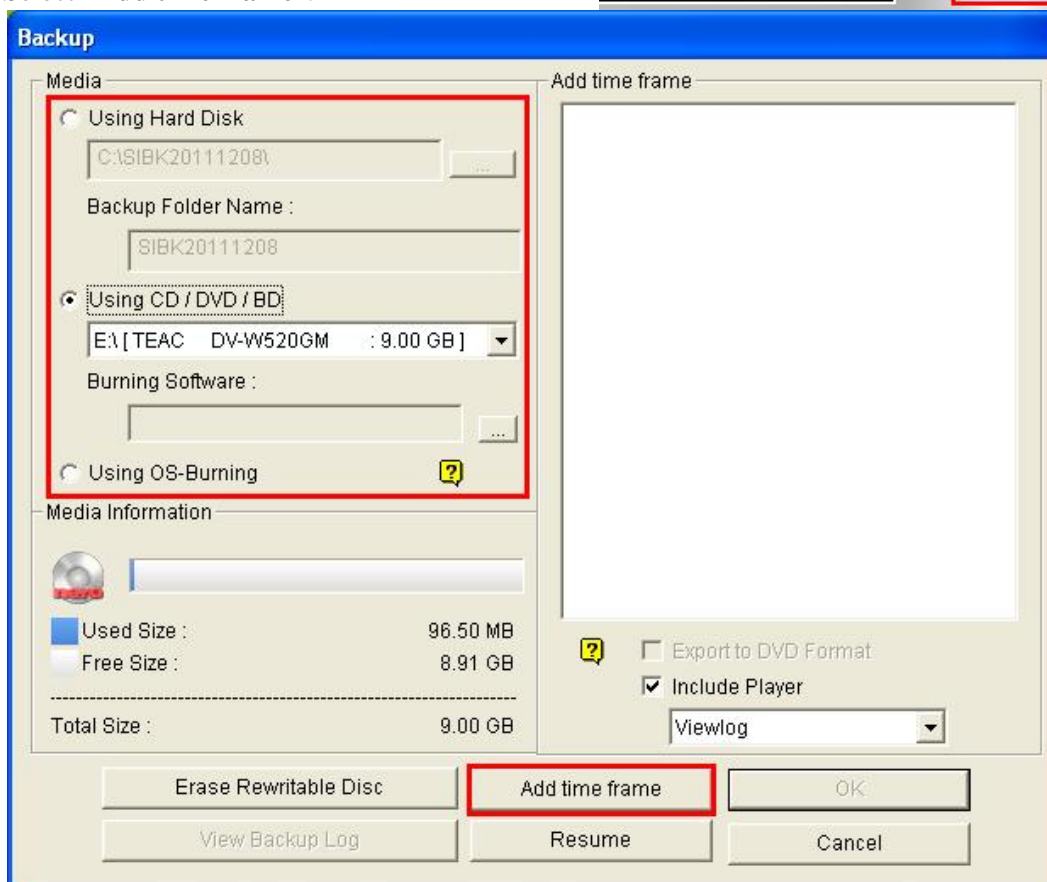 Backup
Media
Using Hard Disk
C:\SIBK20111208\
...
Backup Folder Name :
SIBK20111208
Using CD / DVD / BD
E:\ [ TEAC DV-W520GM : 9.00 GB ]
Burning Software :
...
Using OS-Burning
?
Media Information
nero
Used Size : 96.50 MB
Free Size : 8.91 GB
Total Size : 9.00 GB
Add time frame
?
Export to DVD Format
Include Player
Viewlog
Erase Rewritable Disc
Add time frame
OK
View Backup Log
Resume
Cancel